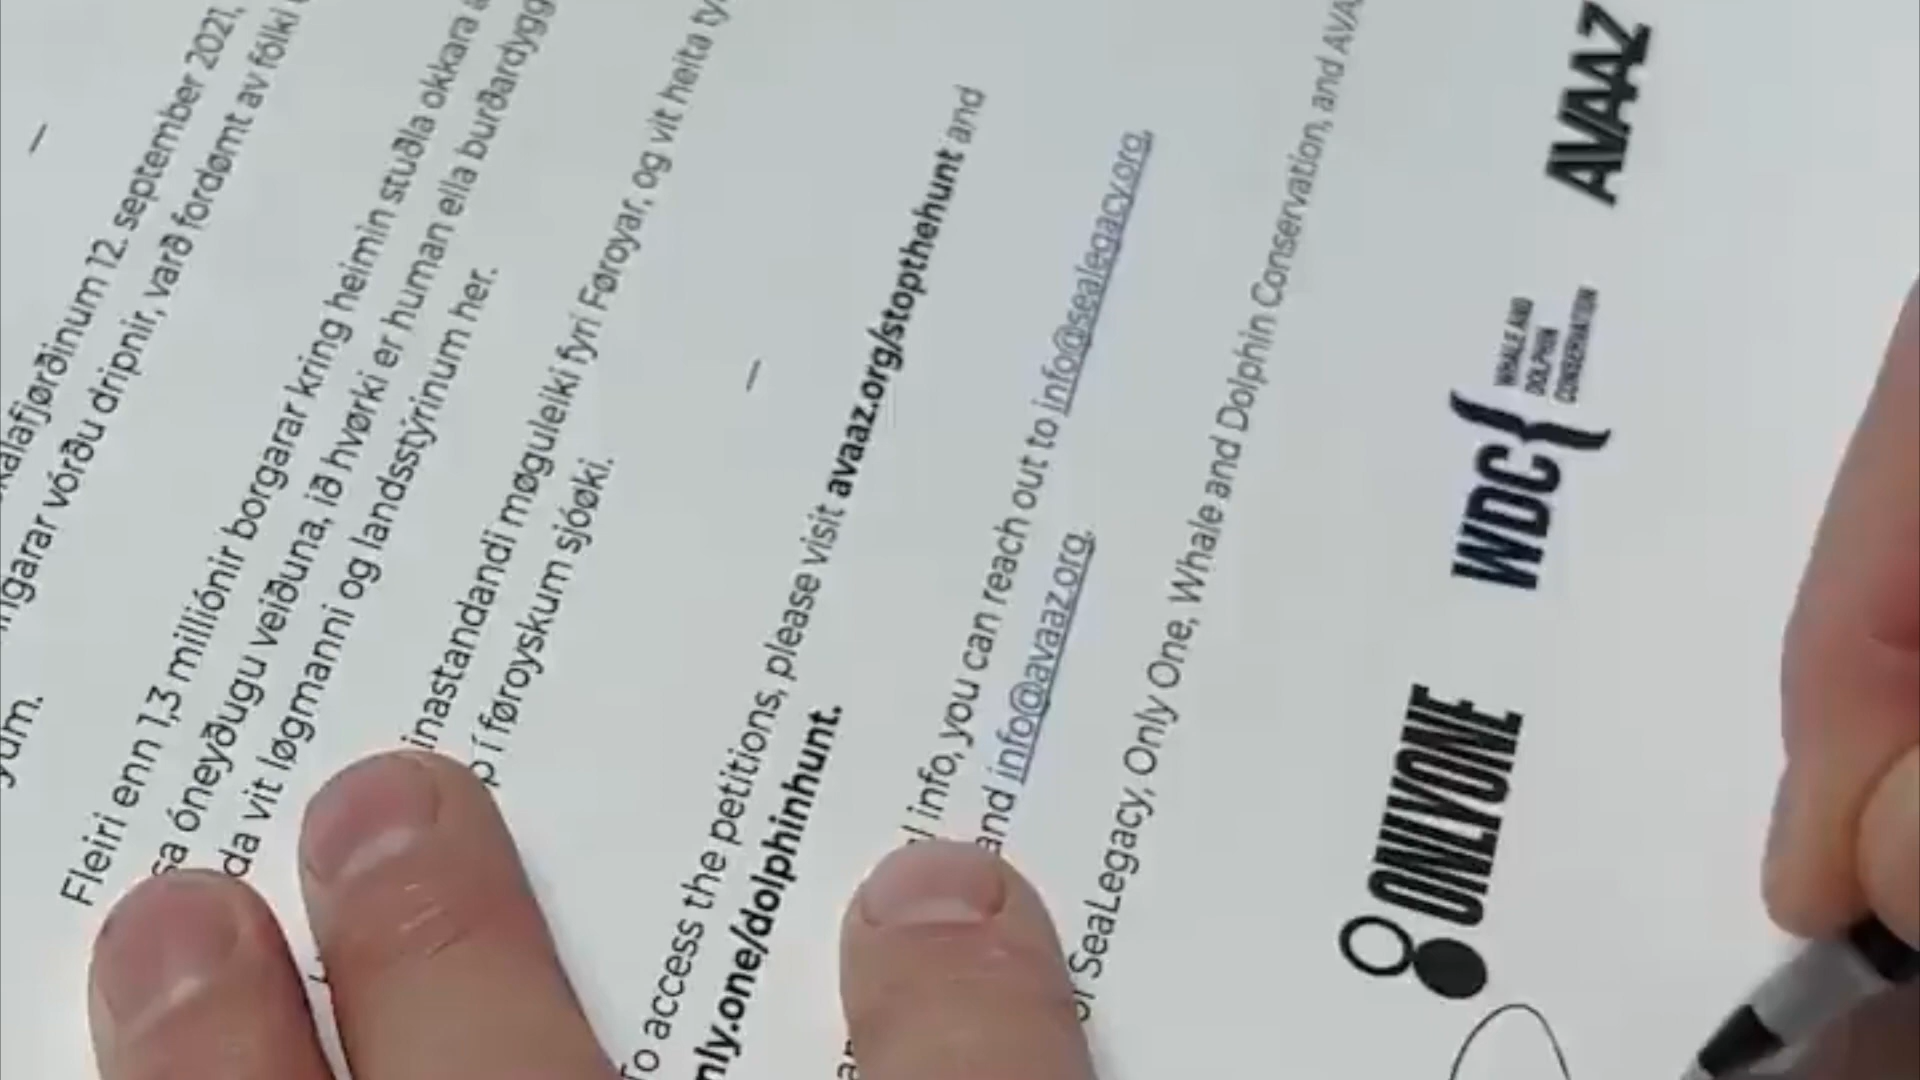 yum.
kálafjørðinum 12. september 2021,
ngarar vórðu dripnir, varð fordømt av fólki
–
Fleiri enn 1,3 milliónir borgarar kring heimin stuðla okkara
sa óneyðugu veiðuna, ið hvørki er human ella burðardygg
da vit løgmanni og landsstýrinum her.
inastandandi møguleiki fyri Føroyar, og vit heita
í føroyskum sjóøki.
–
To access the petitions, please visit avaaz.org/stopthehunt and
only.one/dolphinhunt.
info, you can reach out to info@sealegacy.org,
and info@avaaz.org.
SeaLegacy, Only One, Whale and Dolphin Conservation, and AVA
ONLYONE WDC WHALE AND DOLPHIN CONSERVATION AVAAZ